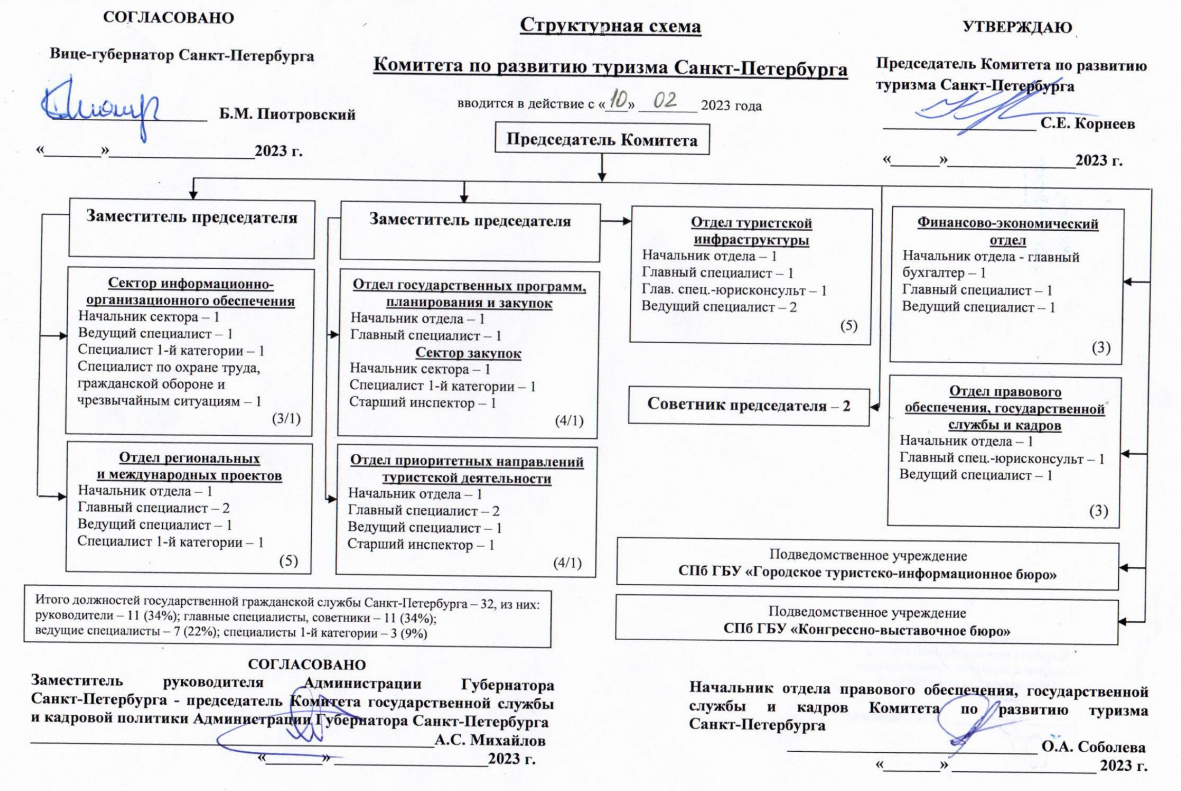 СОГЛАСОВАНО
Вице-губернатор Санкт-Петербурга
Б.М. Пиотровский
«_______»__________________2023 г.
Структурная схема
Комитета по развитию туризма Санкт-Петербурга
вводится в действие с «10» 02 2023 года
УТВЕРЖДАЮ
Председатель Комитета по развитию
туризма Санкт-Петербурга
С.Е. Корнеев
«______»________________2023 г.
Председатель Комитета
Заместитель председателя
Сектор информационно-
организационного обеспечения
Начальник сектора – 1
Ведущий специалист – 1
Специалист 1-й категории – 1
Специалист по охране труда,
гражданской обороне и
чрезвычайным ситуациям – 1
(3/1)
Отдел региональных
и международных проектов
Начальник отдела – 1
Главный специалист – 2
Ведущий специалист – 1
Специалист 1-й категории – 1
(5)
Заместитель председателя
Отдел государственных программ,
планирования и закупок
Начальник отдела – 1
Главный специалист – 1
Сектор закупок
Начальник сектора – 1
Специалист 1-й категории – 1
Старший инспектор – 1
(4/1)
Отдел приоритетных направлений
туристской деятельности
Начальник отдела – 1
Главный специалист – 2
Ведущий специалист – 1
Старший инспектор – 1
(4/1)
Отдел туристской
инфраструктуры
Начальник отдела – 1
Главный специалист – 1
Глав. спец.-юрисконсульт – 1
Ведущий специалист – 2
(5)
Советник председателя – 2
Финансово-экономический
отдел
Начальник отдела - главный
бухгалтер – 1
Главный специалист – 1
Ведущий специалист – 1
(3)
Отдел правового
обеспечения, государственной
службы и кадров
Начальник отдела – 1
Главный спец.-юрисконсульт – 1
Ведущий специалист – 1
(3)
Подведомственное учреждение
СПб ГБУ «Городское туристско-информационное бюро»
Подведомственное учреждение
СПб ГБУ «Конгрессно-выставочное бюро»
Итого должностей государственной гражданской службы Санкт-Петербурга – 32, из них:
руководители – 11 (34%); главные специалисты, советники – 11 (34%);
ведущие специалисты – 7 (22%); специалисты 1-й категории – 3 (9%)
СОГЛАСОВАНО
Заместитель руководителя Администрации Губернатора
Санкт-Петербурга - председатель Комитета государственной службы
и кадровой политики Администрации Губернатора Санкт-Петербурга
А.С. Михайлов
«_______»___________________2023 г.
Начальник отдела правового обеспечения, государственной
службы и кадров Комитета по развитию туризма
Санкт-Петербурга
О.А. Соболева
«_______»__________________ 2023 г.